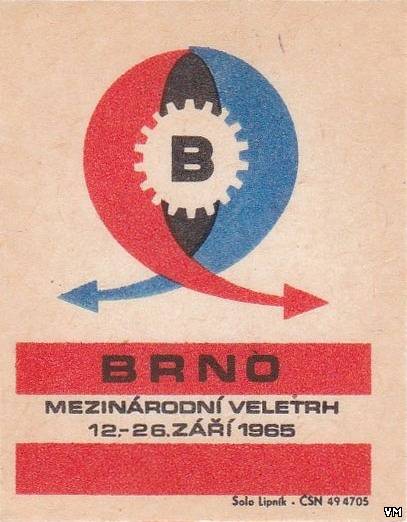 B
BRNO
MEZINÁRODNÍ VELETRH
12.-26. ZÁŘÍ 1965
Solo Lipník - ČSN 49 4705
VM